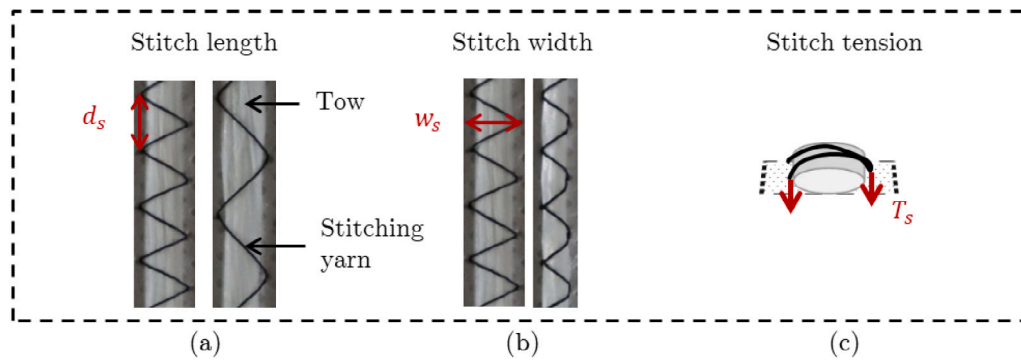 Stitch length
Stitch width
Stitch tension
d_s
Tow
Stitching
yarn
w_s
T_s
(a)
(b)
(c)